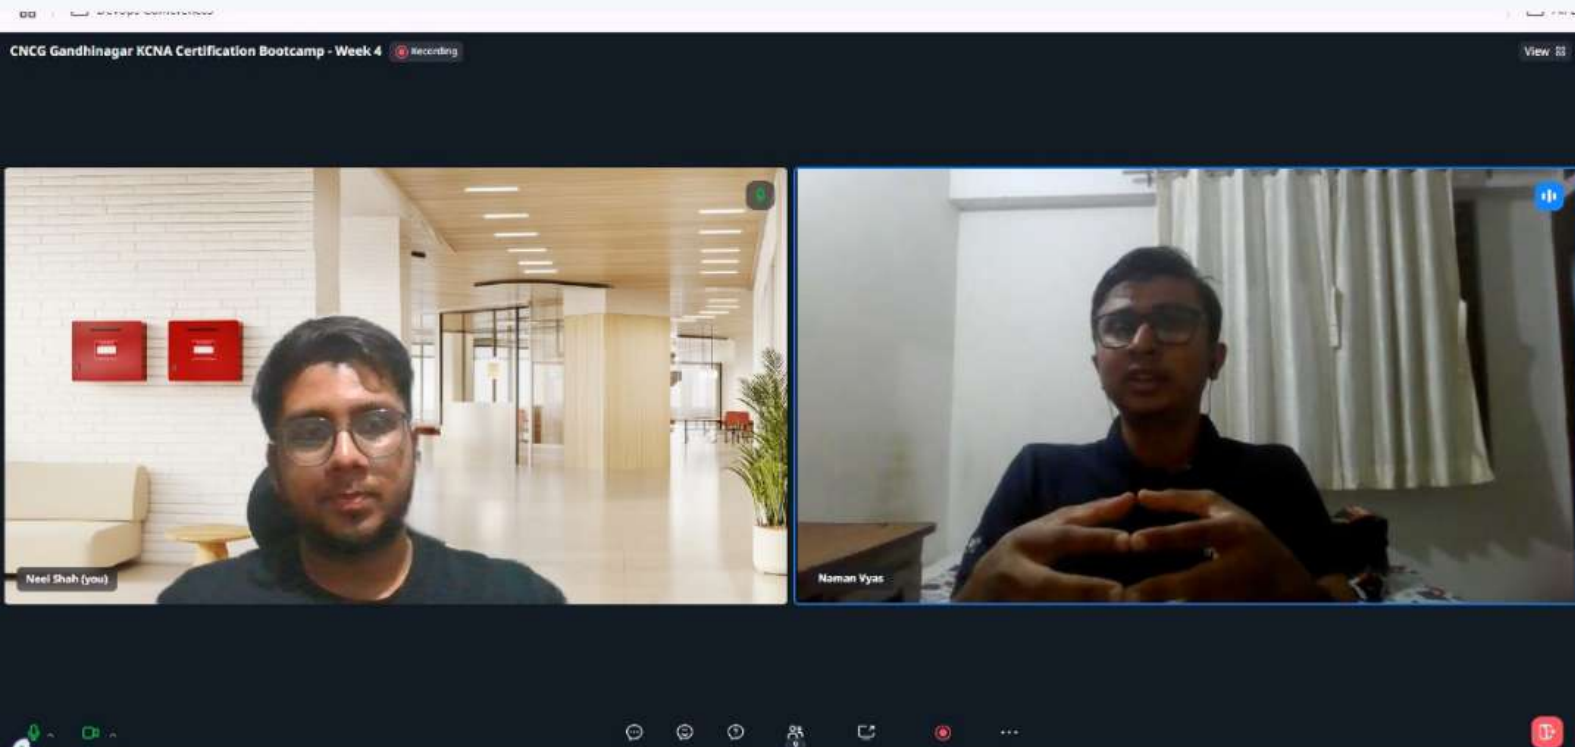 CNCG Gandhinagar KCNA Certification Bootcamp - Week 4
Recording
View
Neel Shah (you)
Naman Vyas